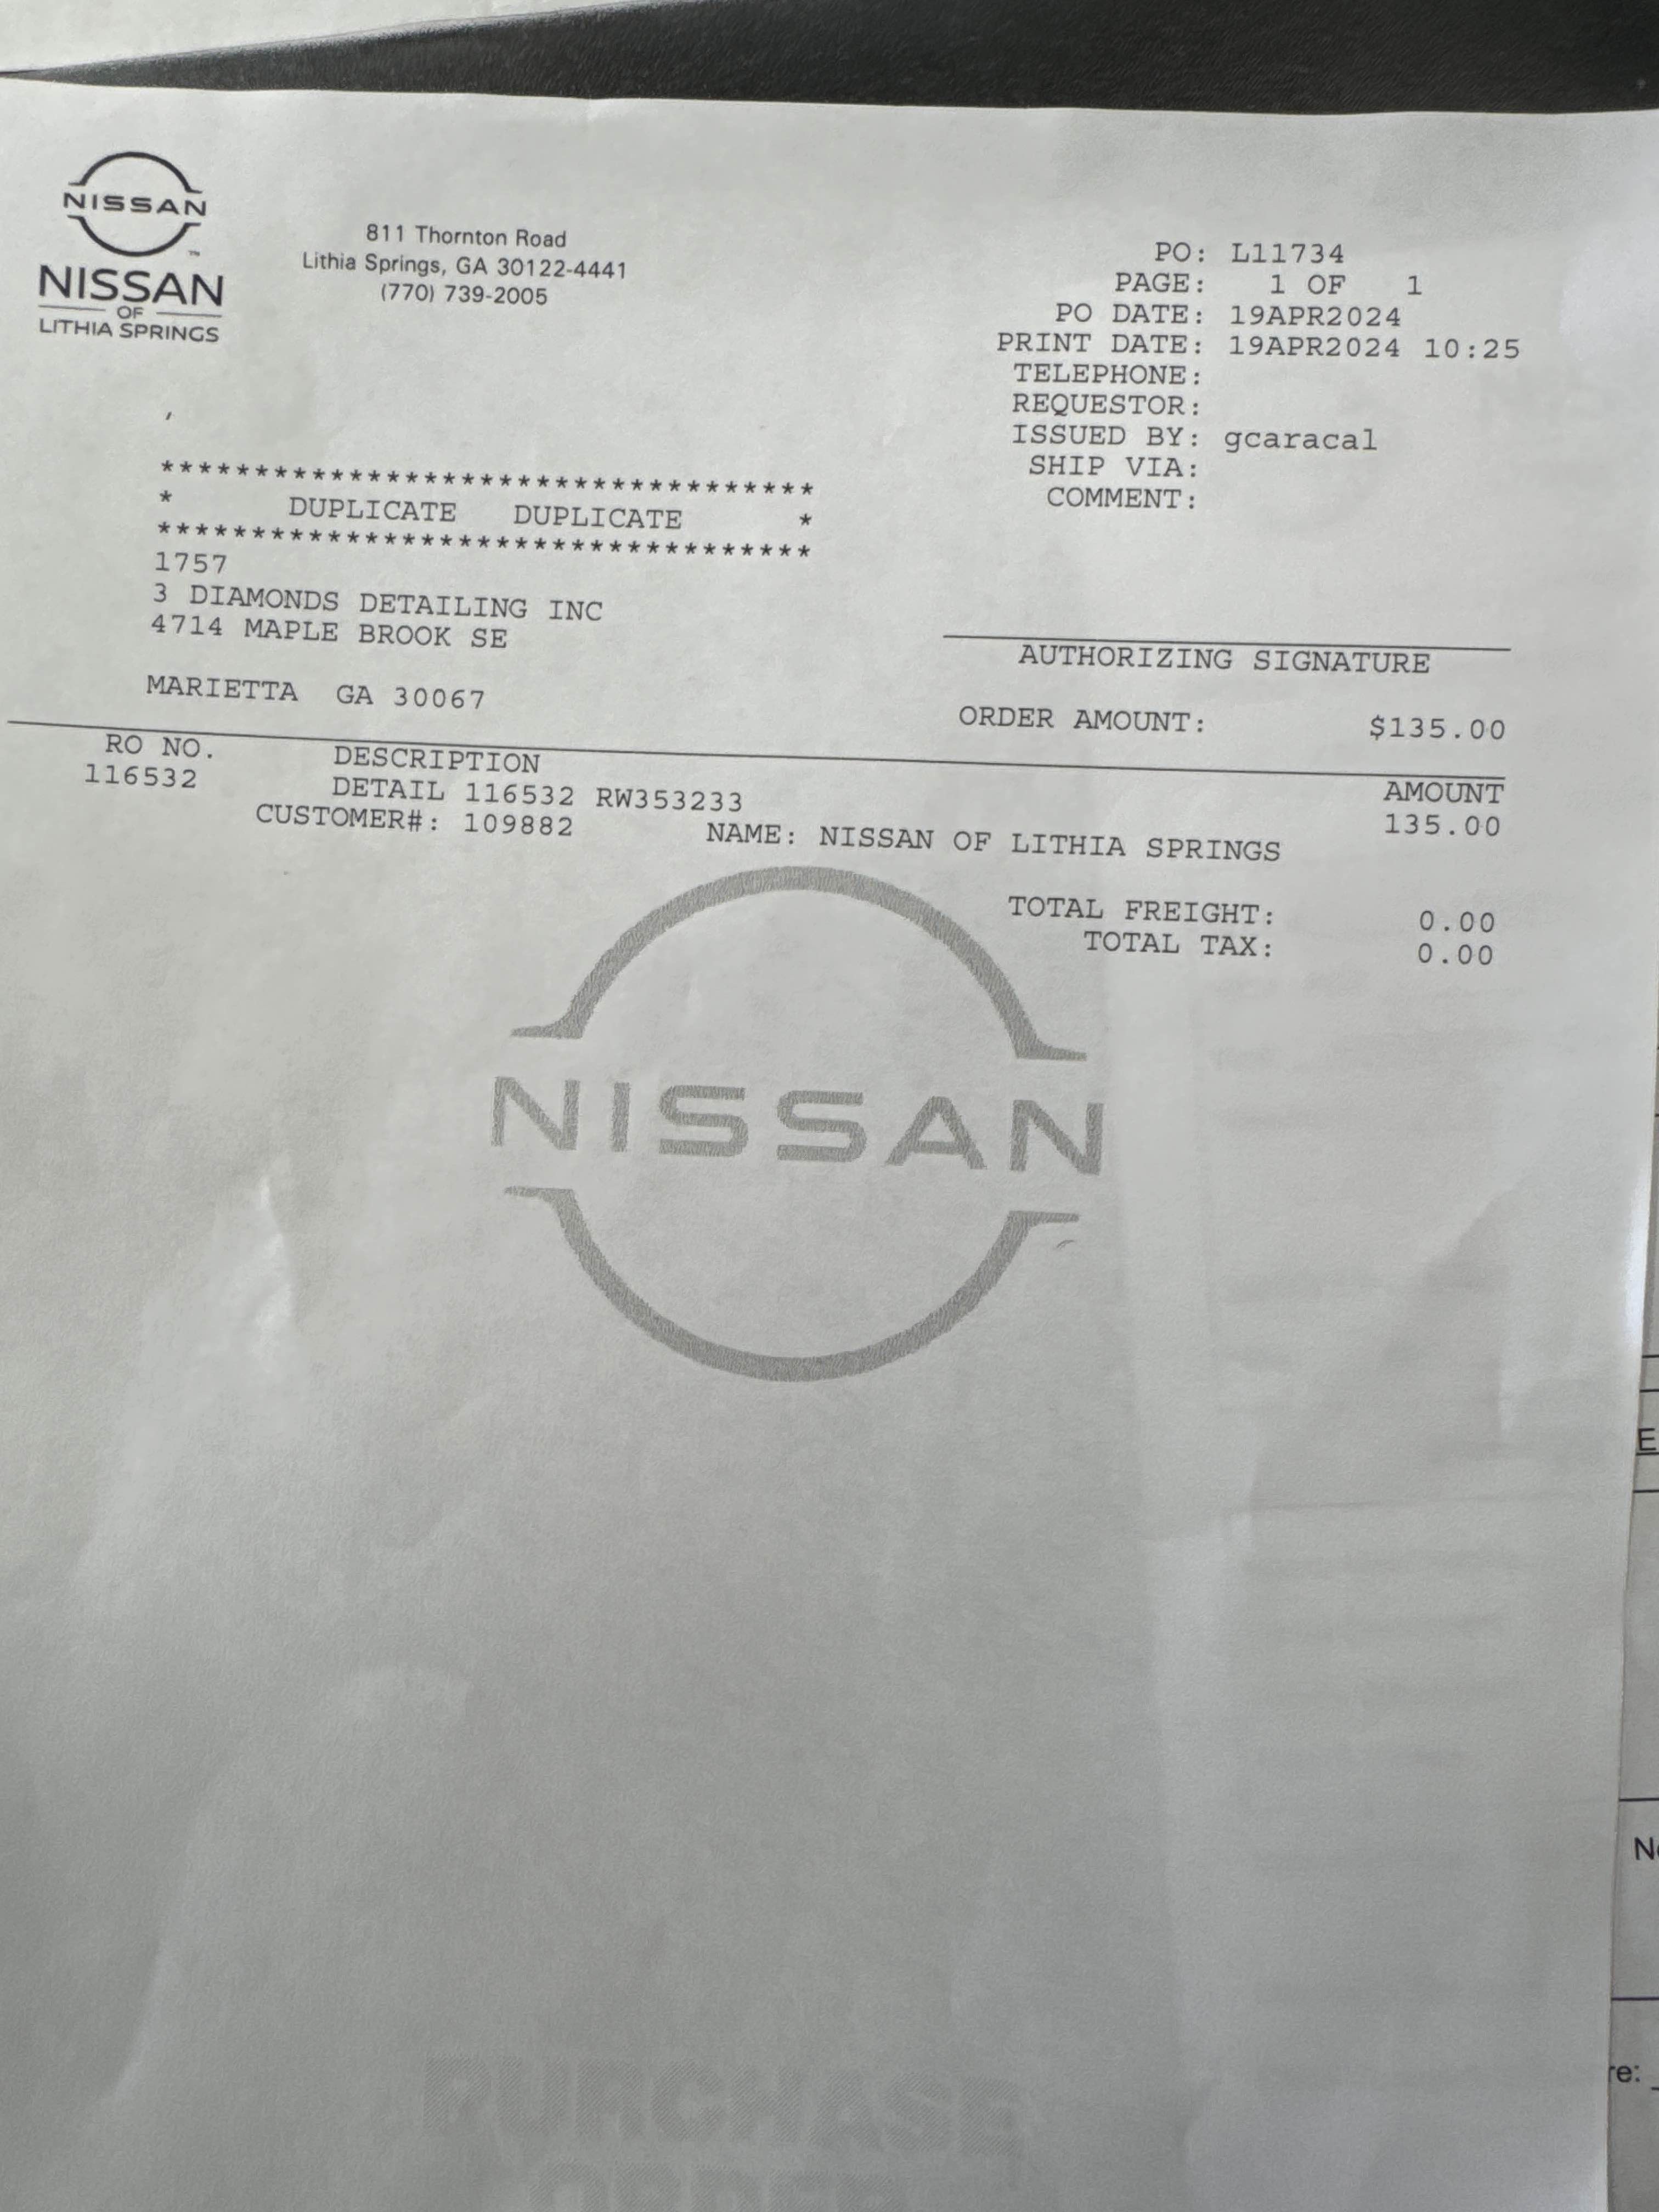 NISSAN
NISSAN
OF
LITHIA SPRINGS
811 Thornton Road
Lithia Springs, GA 30122-4441
(770) 739-2005
PO: L11734
PAGE: 1 OF 1
PO DATE: 19APR2024
PRINT DATE: 19APR2024 10:25
TELEPHONE:
REQUESTOR:
ISSUED BY: gcaracal
SHIP VIA:
COMMENT:
,
***********************************
* DUPLICATE DUPLICATE *
***********************************
1757
3 DIAMONDS DETAILING INC
4714 MAPLE BROOK SE
MARIETTA GA 30067
AUTHORIZING SIGNATURE
ORDER AMOUNT: $135.00
RO NO. DESCRIPTION AMOUNT
116532 DETAIL 116532 RW353233 135.00
CUSTOMER#: 109882 NAME: NISSAN OF LITHIA SPRINGS
TOTAL FREIGHT: 0.00
TOTAL TAX: 0.00
NISSAN
PURCHASE
ORDER